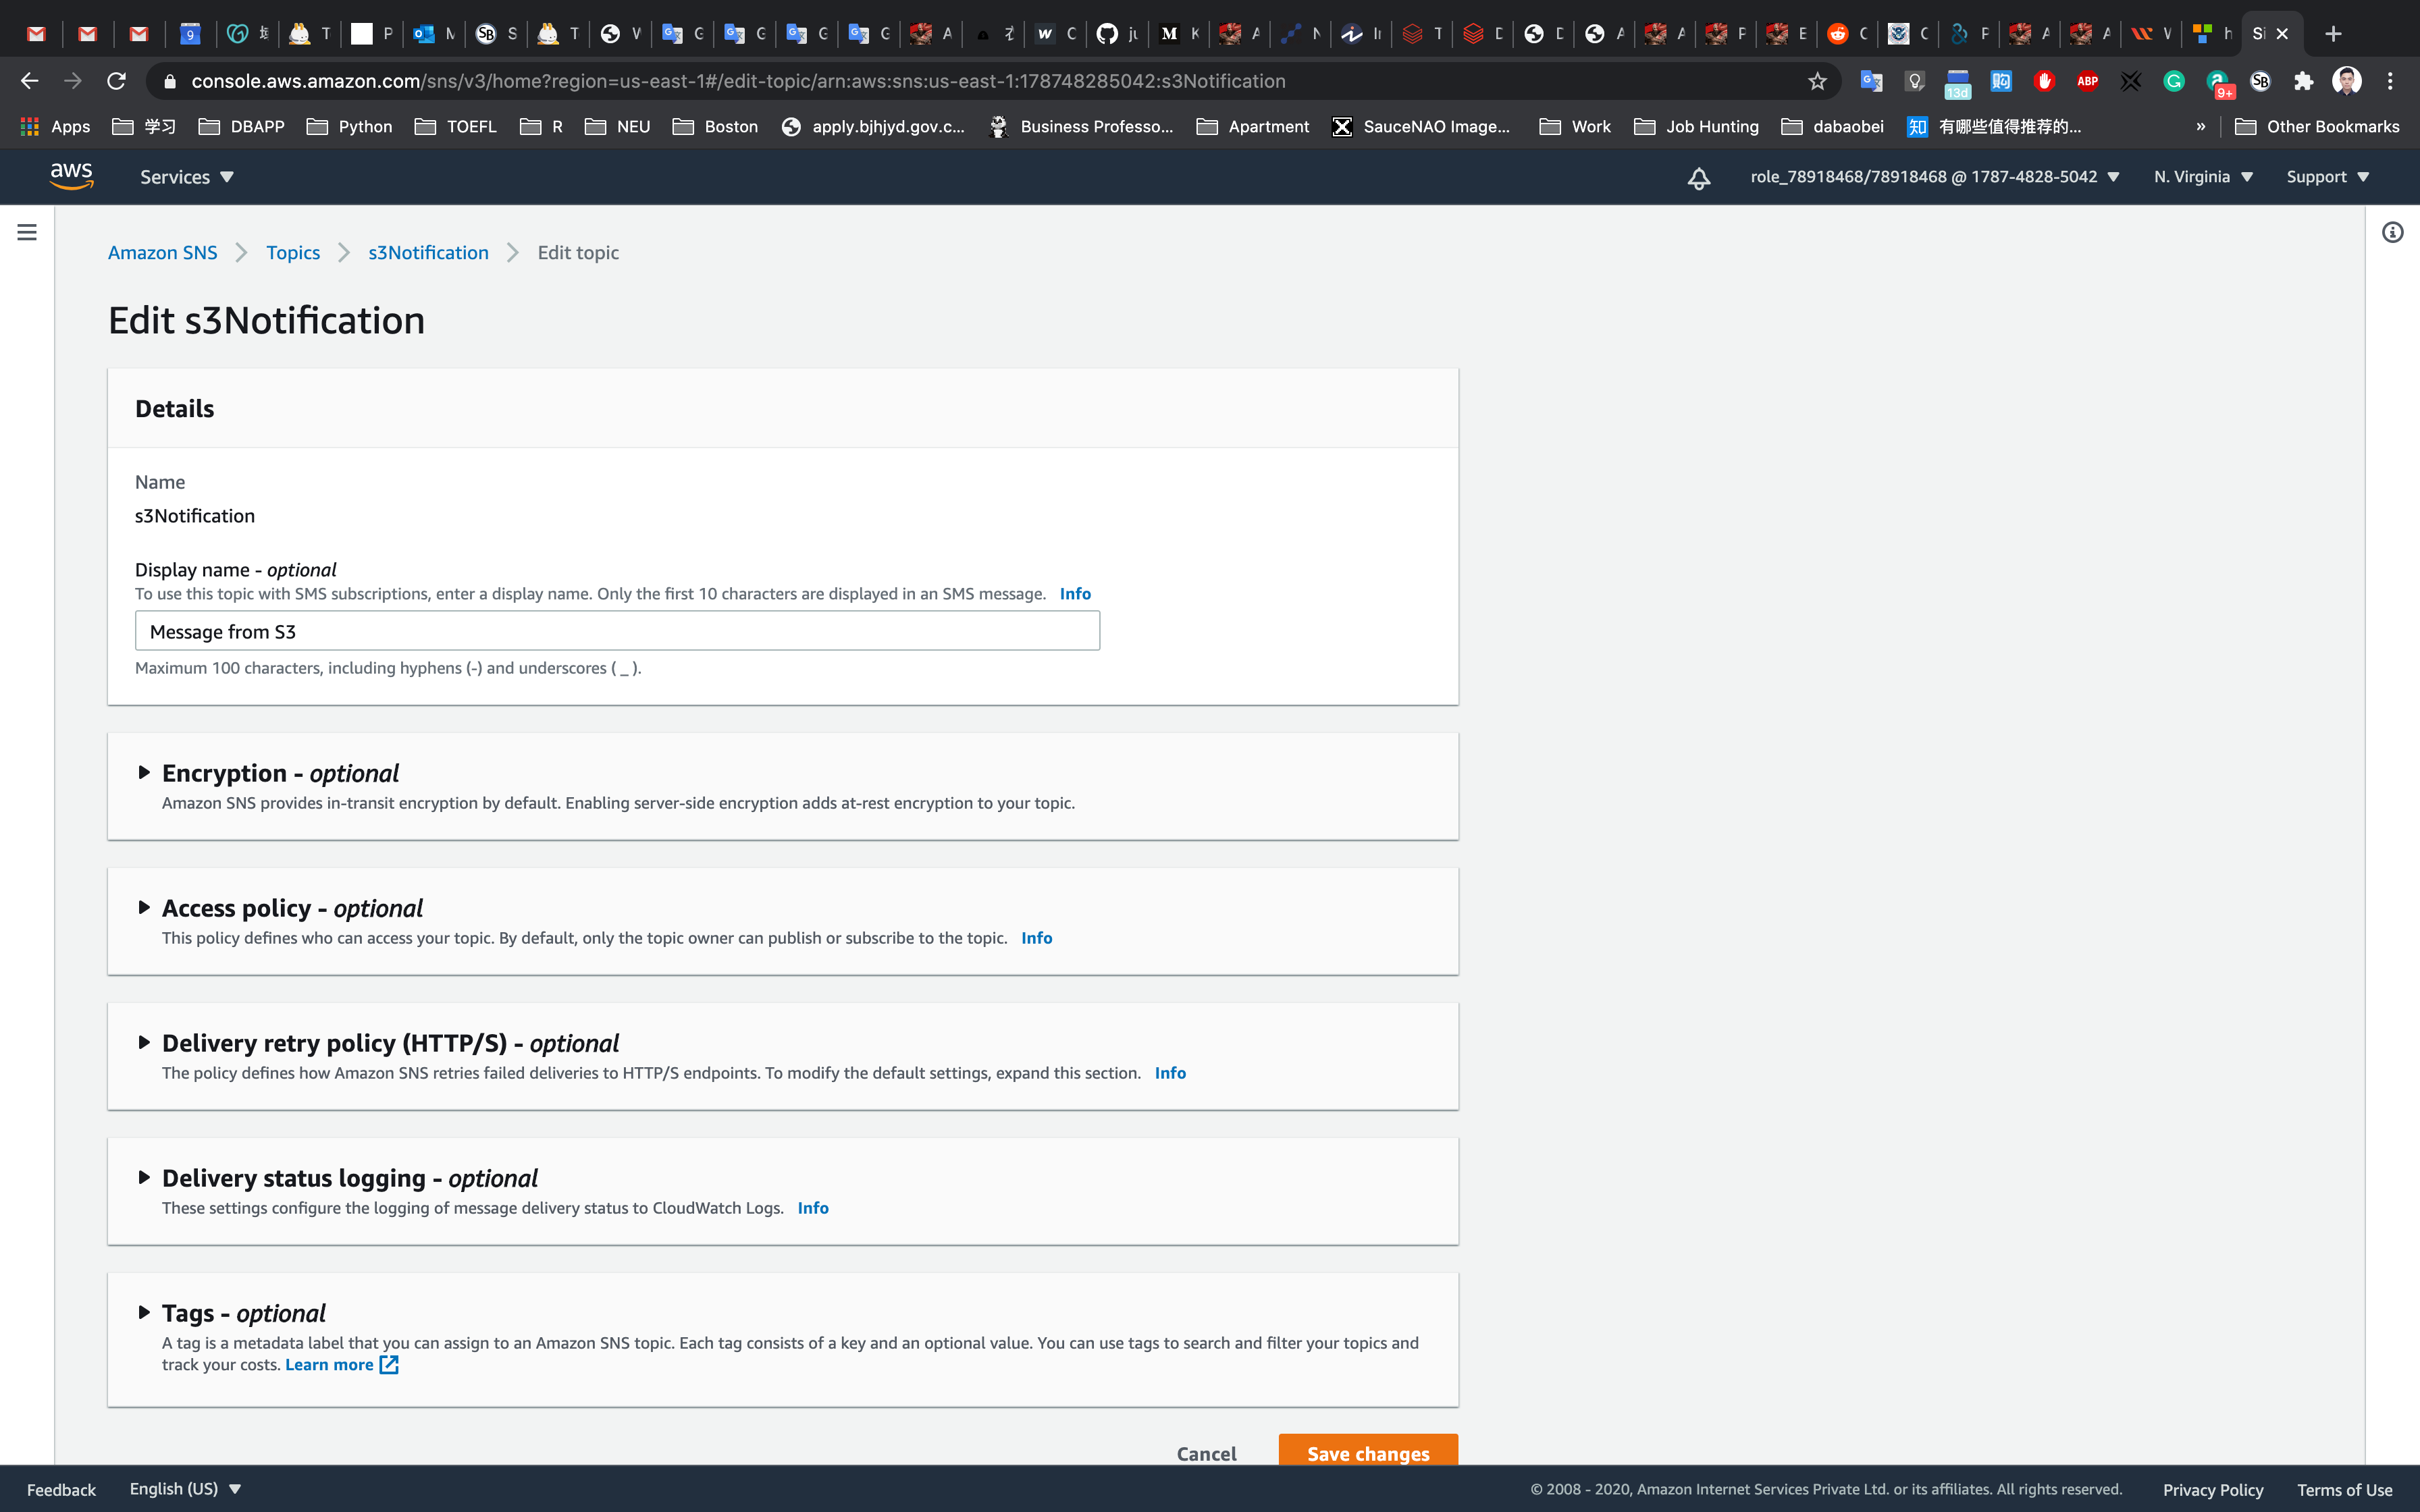 console.aws.amazon.com/sns/v3/home?region=us-east-1#/edit-topic/arn:aws:sns:us-east-1:178748285042:s3Notification
Apps 学习 DBAPP Python TOEFL R NEU Boston apply.bjhjyd.gov.c... Business Professo... Apartment SauceNAO Image... Work Job Hunting dabaobei 有哪些值得推荐的... » Other Bookmarks
aws Services role_78918468/78918468 @ 1787-4828-5042 N. Virginia Support
Amazon SNS Topics s3Notification Edit topic
Edit s3Notification
Details
Name
s3Notification
Display name - optional
To use this topic with SMS subscriptions, enter a display name. Only the first 10 characters are displayed in an SMS message. Info
Message from S3
Maximum 100 characters, including hyphens (-) and underscores ( _ ).
Encryption - optional
Amazon SNS provides in-transit encryption by default. Enabling server-side encryption adds at-rest encryption to your topic.
Access policy - optional
This policy defines who can access your topic. By default, only the topic owner can publish or subscribe to the topic. Info
Delivery retry policy (HTTP/S) - optional
The policy defines how Amazon SNS retries failed deliveries to HTTP/S endpoints. To modify the default settings, expand this section. Info
Delivery status logging - optional
These settings configure the logging of message delivery status to CloudWatch Logs. Info
Tags - optional
A tag is a metadata label that you can assign to an Amazon SNS topic. Each tag consists of a key and an optional value. You can use tags to search and filter your topics and
track your costs. Learn more
Cancel Save changes
Feedback English (US) © 2008 - 2020, Amazon Internet Services Private Ltd. or its affiliates. All rights reserved. Privacy Policy Terms of Use